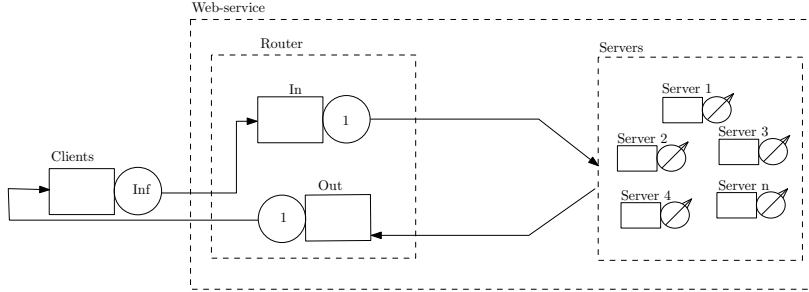 Web-service
Router
Servers
In
1
Server 1
Server 2
Server 3
Clients
Inf
Out
1
Server 4
Server n